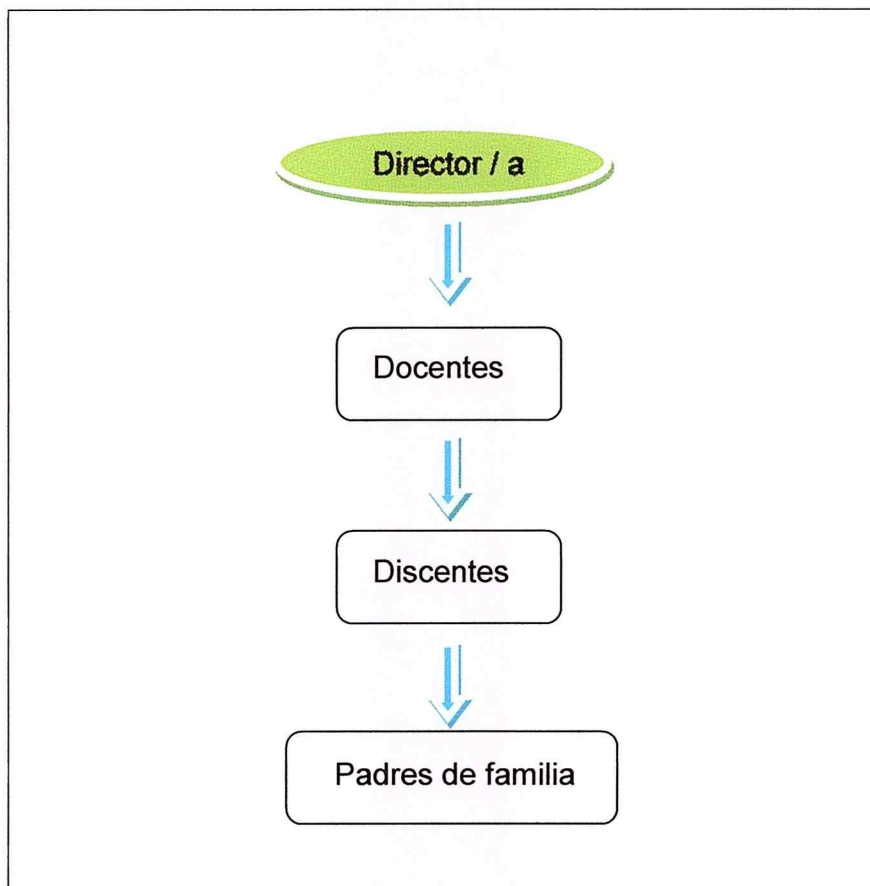 Director / a
Docentes
Discentes
Padres de familia